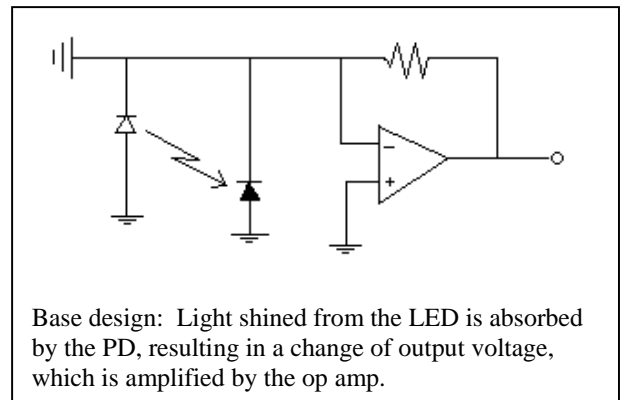 −
+
Base design:  Light shined from the LED is absorbed
by the PD, resulting in a change of output voltage,
which is amplified by the op amp.